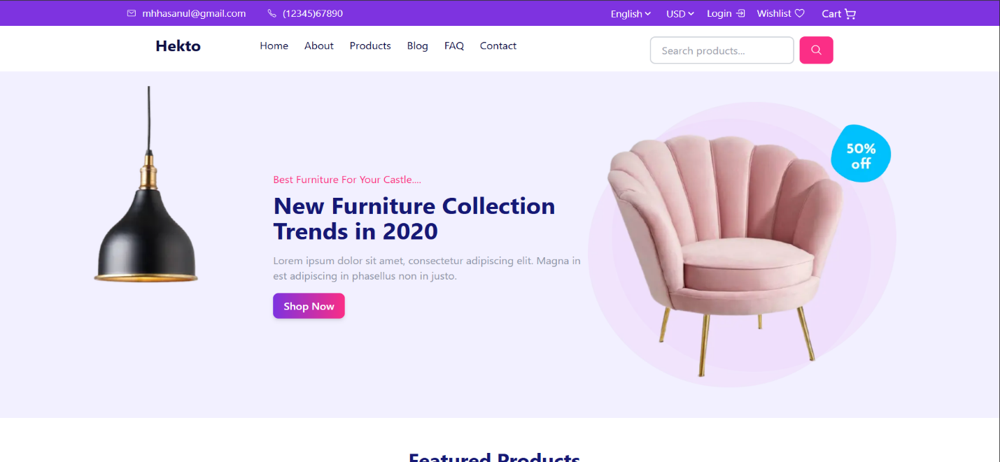 mhhasanul@gmail.com (12345)67890 English USD Login Wishlist Cart
Hekto Home About Products Blog FAQ Contact Search products...
50%
off
Best Furniture For Your Castle....
New Furniture Collection
Trends in 2020
Lorem ipsum dolor sit amet, consectetur adipiscing elit. Magna in
est adipiscing in phasellus non in justo.
Shop Now
Featured Products